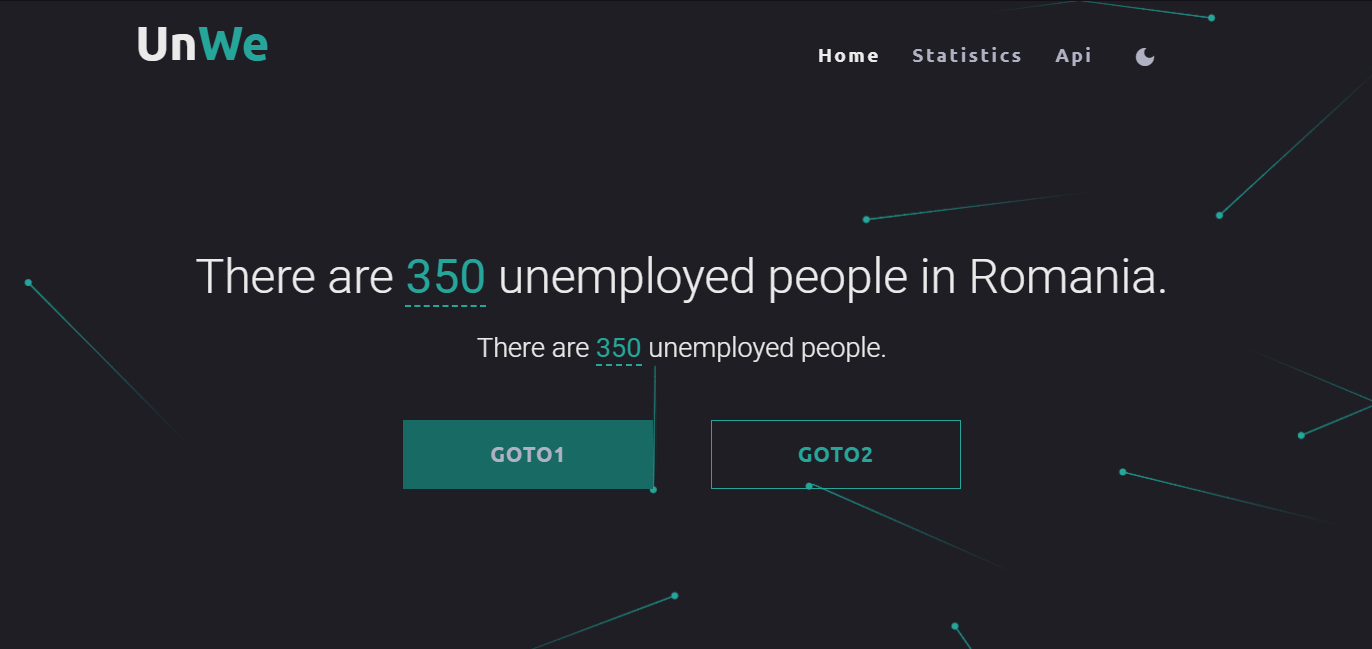 UnWe
Home Statistics Api
There are 350 unemployed people in Romania.
There are 350 unemployed people.
GOTO1 GOTO2